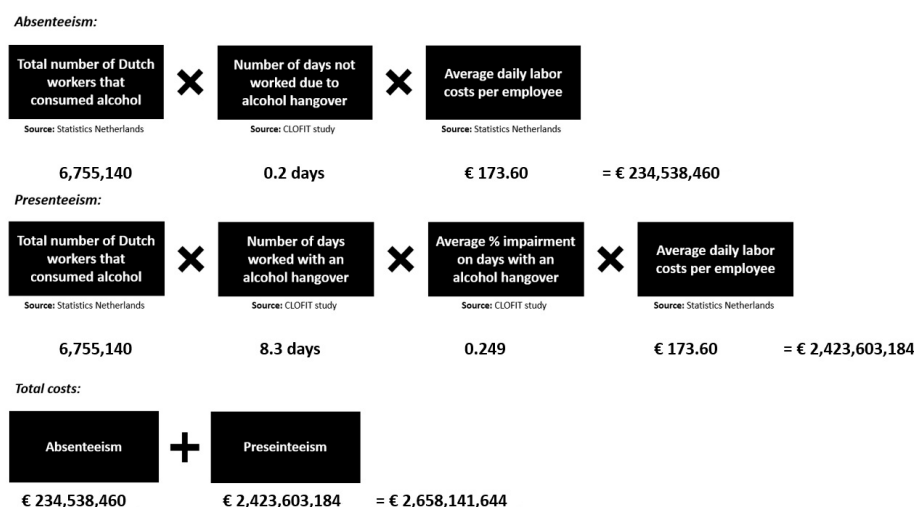 Absenteeism:
Total number of Dutch
workers that
consumed alcohol
×
Number of days not
worked due to
alcohol hangover
×
Average daily labor
costs per employee
Source: Statistics Netherlands
Source: CLOFIT study
Source: Statistics Netherlands
6,755,140
0.2 days
€ 173.60
= € 234,538,460
Presenteeism:
Total number of Dutch
workers that
consumed alcohol
×
Number of days
worked with an
alcohol hangover
×
Average % impairment
on days with an
alcohol hangover
×
Average daily labor
costs per employee
Source: Statistics Netherlands
Source: CLOFIT study
Source: CLOFIT study
Source: Statistics Netherlands
6,755,140
8.3 days
0.249
€ 173.60
= € 2,423,603,184
Total costs:
Absenteeism
+
Preseinteeism
€ 234,538,460
€ 2,423,603,184
= € 2,658,141,644